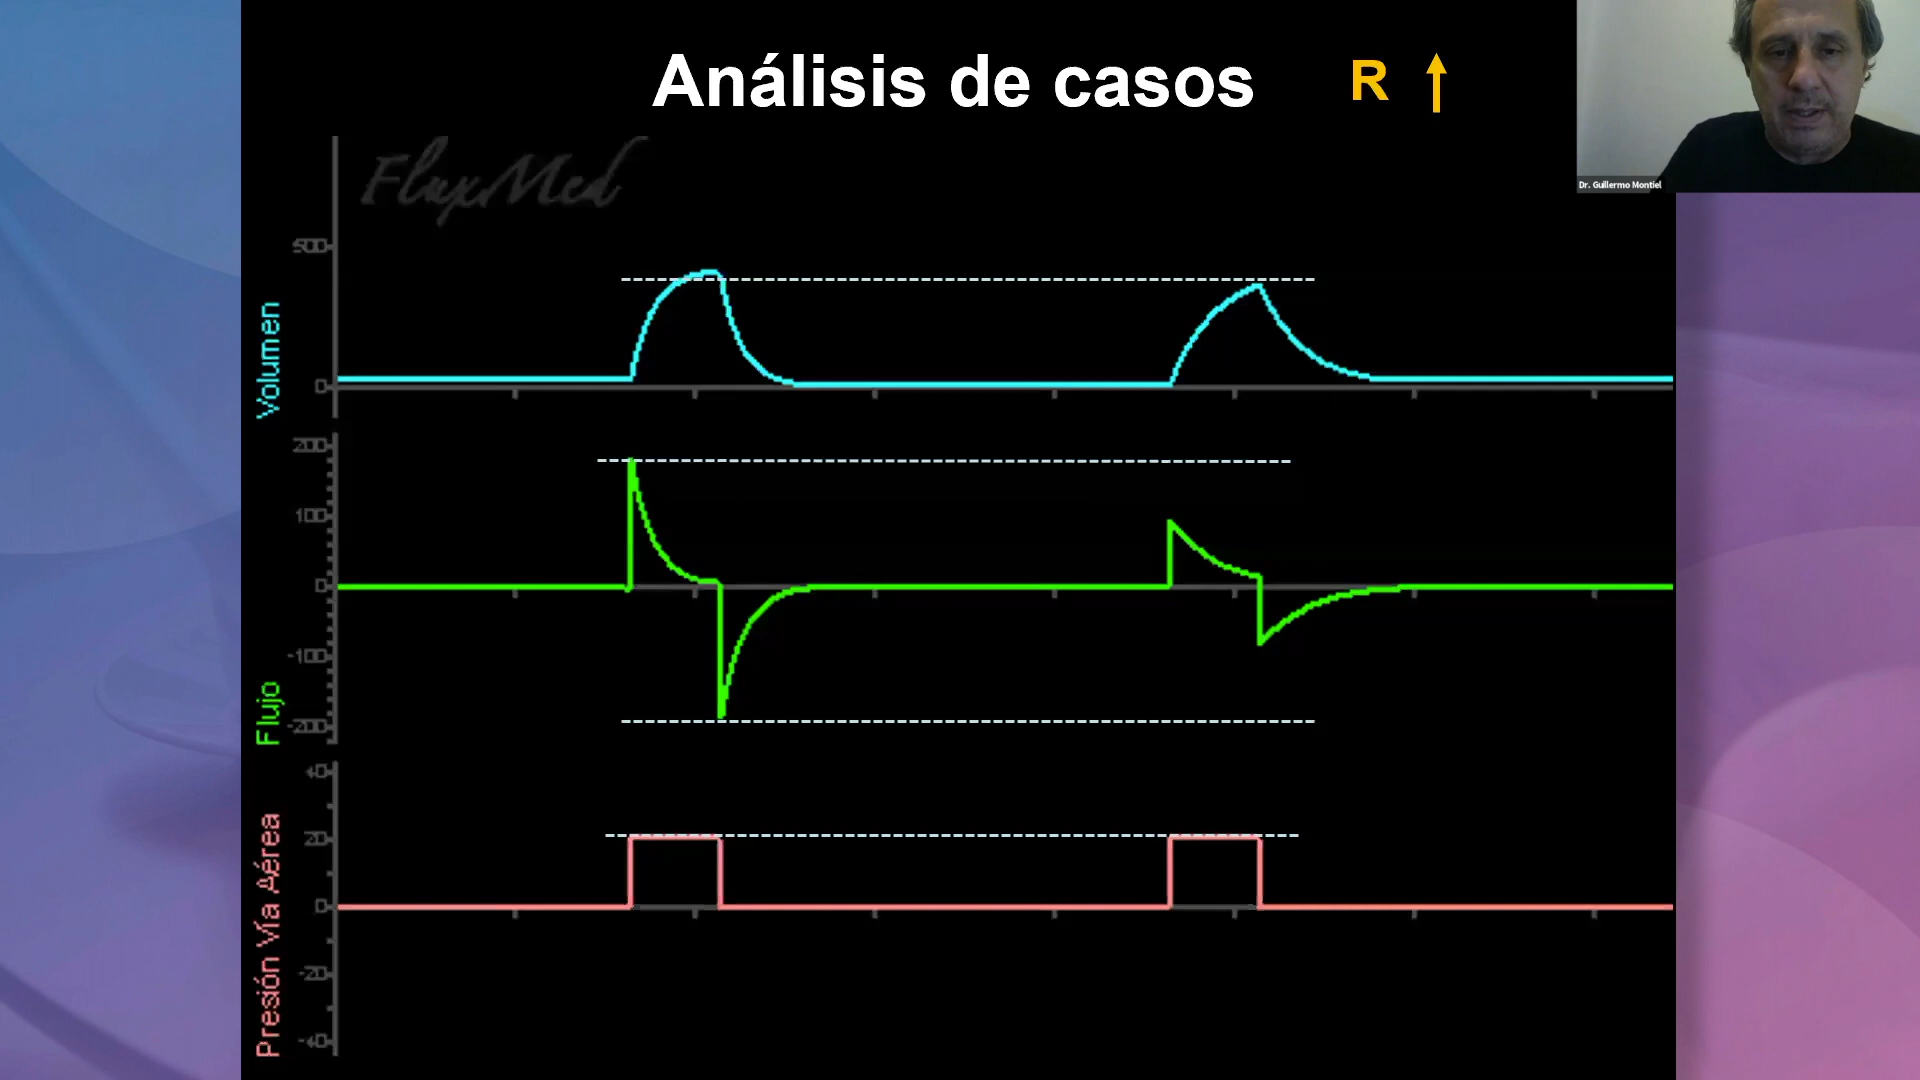 Análisis de casos R ↑
Dr. Guillermo Montiel
FluxMed
Volumen
500
0
Flujo
200
100
0
-100
-200
Presión Vía Aérea
40
20
0
-20
-40